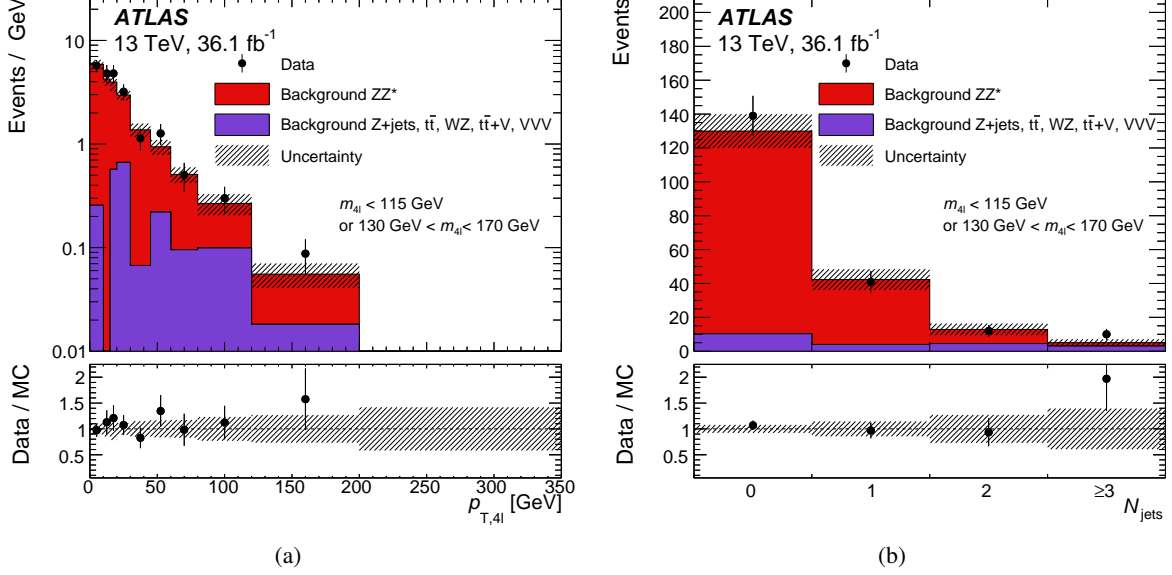 Events / GeV
ATLAS
13 TeV, 36.1 fb⁻¹
Data
Background ZZ*
Background Z+jets, tt̄, WZ, tt̄+V, VVV
Uncertainty
m4l < 115 GeV
or 130 GeV < m4l < 170 GeV
10
1
0.1
0.01
Data / MC
2
1.5
1
0.5
0 50 100 150 200 250 300 350
pT,4l [GeV]
(a)
Events
ATLAS
13 TeV, 36.1 fb⁻¹
Data
Background ZZ*
Background Z+jets, tt̄, WZ, tt̄+V, VVV
Uncertainty
m4l < 115 GeV
or 130 GeV < m4l < 170 GeV
200
180
160
140
120
100
80
60
40
20
0
Data / MC
2
1.5
1
0.5
0 1 2 ≥3
Njets
(b)